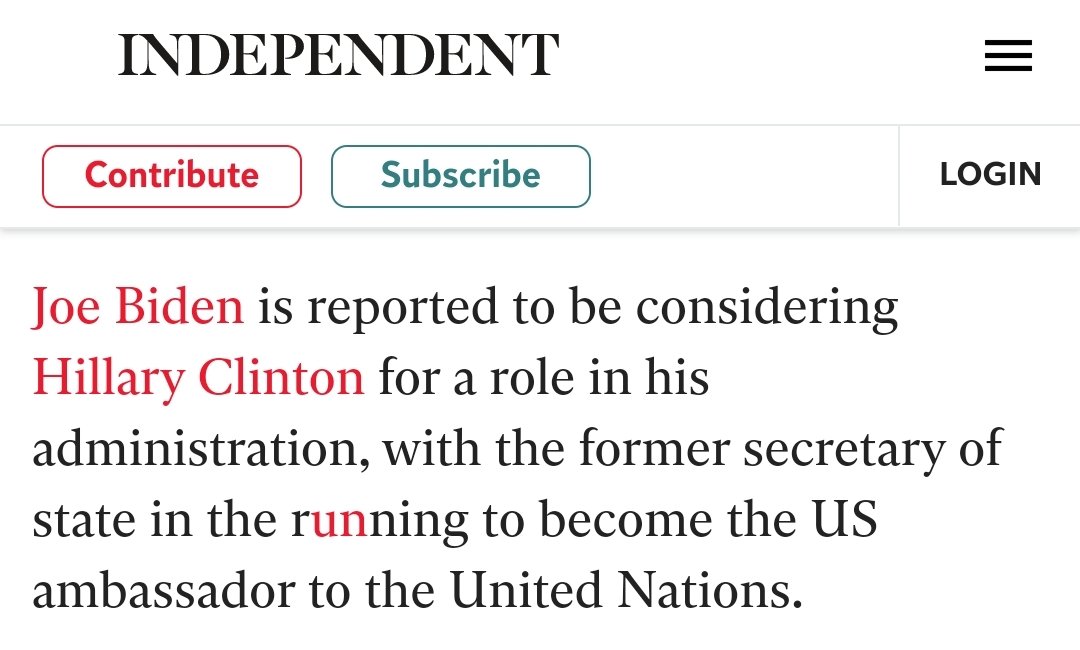 INDEPENDENT
Contribute
Subscribe
LOGIN
Joe Biden is reported to be considering
Hillary Clinton for a role in his
administration, with the former secretary of
state in the running to become the US
ambassador to the United Nations.